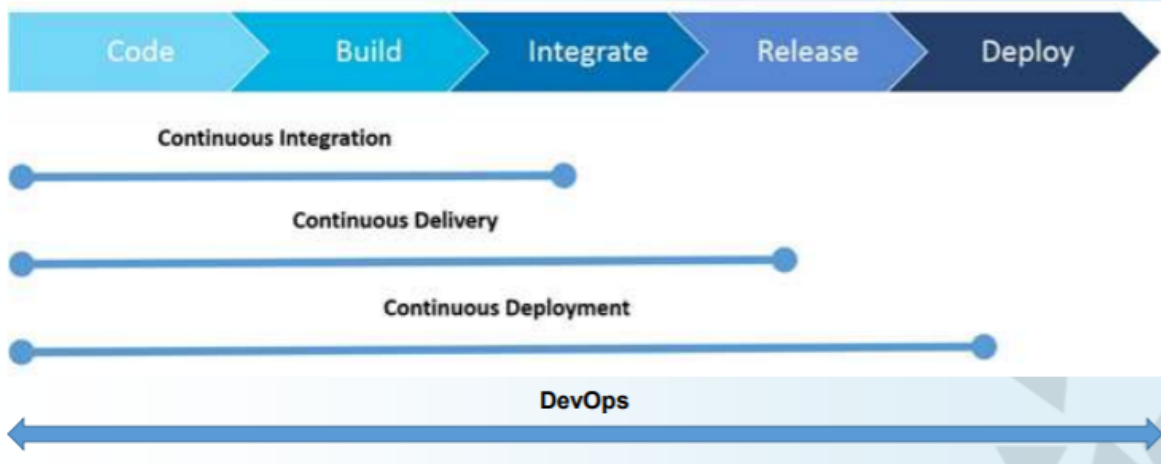 Code Build Integrate Release Deploy
Continuous Integration
Continuous Delivery
Continuous Deployment
DevOps